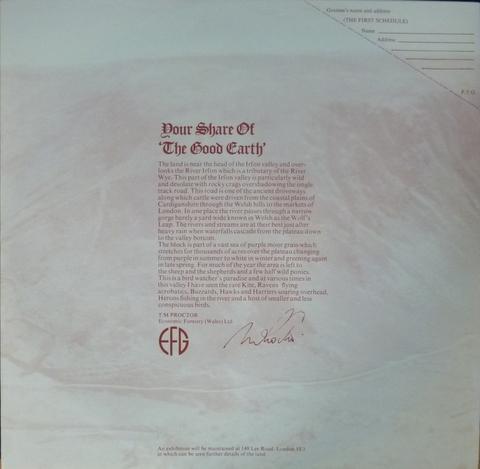 Grantee's name and address
(THE FIRST SCHEDULE)
Name
Address
P.T.O.
Your Share Of
'The Good Earth'
The land is near the head of the Irfon valley and over-
looks the River Irfon which is a tributary of the River
Wye. This part of the Irfon valley is particularly wild
and desolate with rocky crags overshadowing the single
track road. This road is one of the ancient driveways
along which cattle were driven from the coastal plains of
Cardiganshire through the Welsh hills to the markets of
London. In one place the river passes through a narrow
gorge barely a yard wide known in Welsh as the Wolf's
Leap. The rivers and streams are at their best just after
heavy rain when waterfalls cascade from the plateau down
to the valley bottom.
The block is part of a vast sea of purple moor grass which
stretches for thousands of acres over the plateau changing
from purple in summer to white in winter and greening again
in late spring. For much of the year the area is left to
the sheep and the shepherds and a few half wild ponies.
This is a bird watcher's paradise and at various times in
this valley I have seen the rare Kite, Ravens flying
acrobatics, Buzzards, Hawks and Harriers soaring overhead,
Herons fishing in the river and a host of smaller and less
conspicuous birds.
T M PROCTOR
Economic Forestry (Wales) Ltd
EFG
An exhibition will be maintained at 140 Lee Road, London SE3
at which can be seen further details of the land.